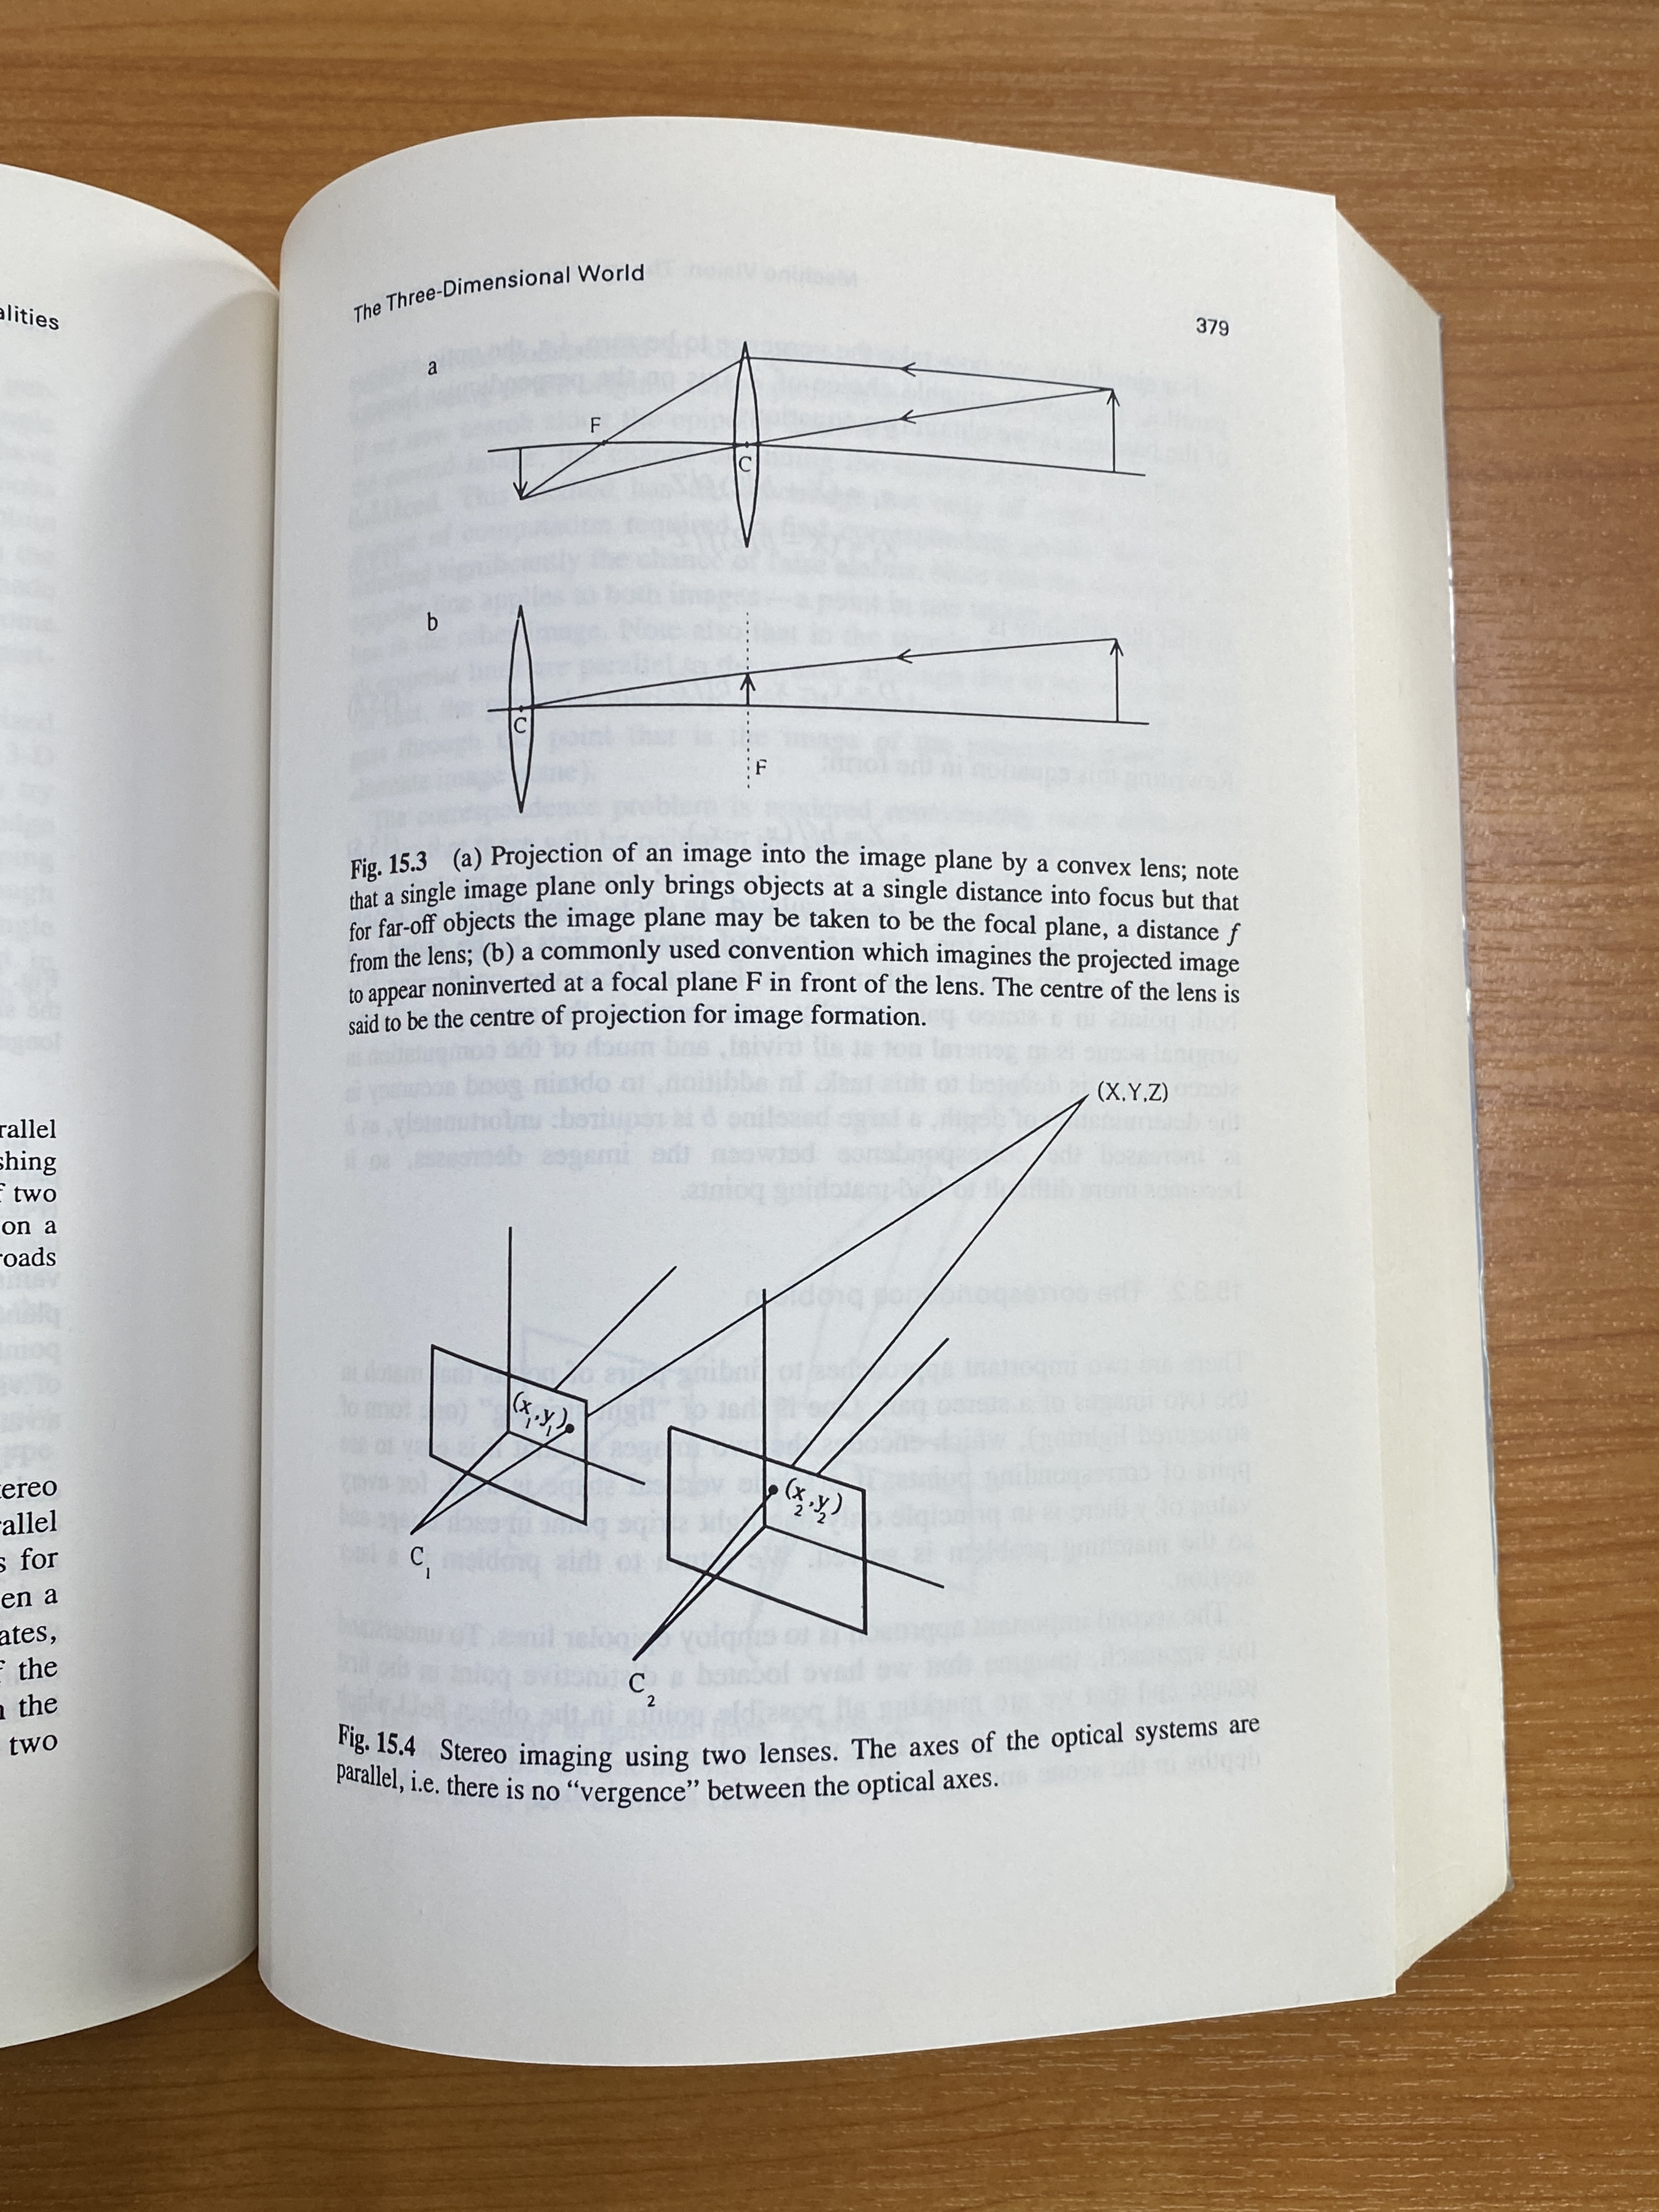 alities
rallel
shing
f two
on a
roads
tereo
allel
s for
en a
ates,
f the
n the
two
The Three-Dimensional World
379
a
F
C
b
C
F
Fig. 15.3 (a) Projection of an image into the image plane by a convex lens; note
that a single image plane only brings objects at a single distance into focus but that
for far-off objects the image plane may be taken to be the focal plane, a distance f
from the lens; (b) a commonly used convention which imagines the projected image
to appear noninverted at a focal plane F in front of the lens. The centre of the lens is
said to be the centre of projection for image formation.
(X,Y,Z)
(x₁,y₁)
(x₂,y₂)
C₁
C₂
Fig. 15.4 Stereo imaging using two lenses. The axes of the optical systems are
parallel, i.e. there is no “vergence” between the optical axes.